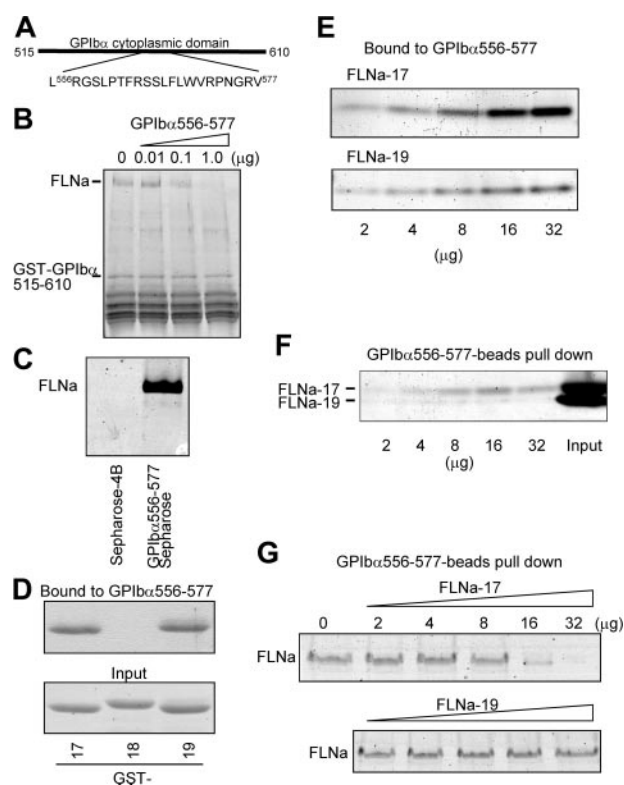 A
GPIbα cytoplasmic domain
515 610
L556RGSLPTFRSSLFLWVRPNGRV577
B
GPIbα556-577
0 0.01 0.1 1.0 (μg)
FLNa
GST-GPIbα
515-610
C
FLNa
Sepharose-4B
GPIbα556-577
Sepharose
D
Bound to GPIbα556-577
Input
17 18 19
GST-
E
Bound to GPIbα556-577
FLNa-17
FLNa-19
2 4 8 16 32
(μg)
F
GPIbα556-577-beads pull down
FLNa-17
FLNa-19
2 4 8 16 32 Input
(μg)
G
GPIbα556-577-beads pull down
FLNa-17
0 2 4 8 16 32 (μg)
FLNa
FLNa-19
FLNa